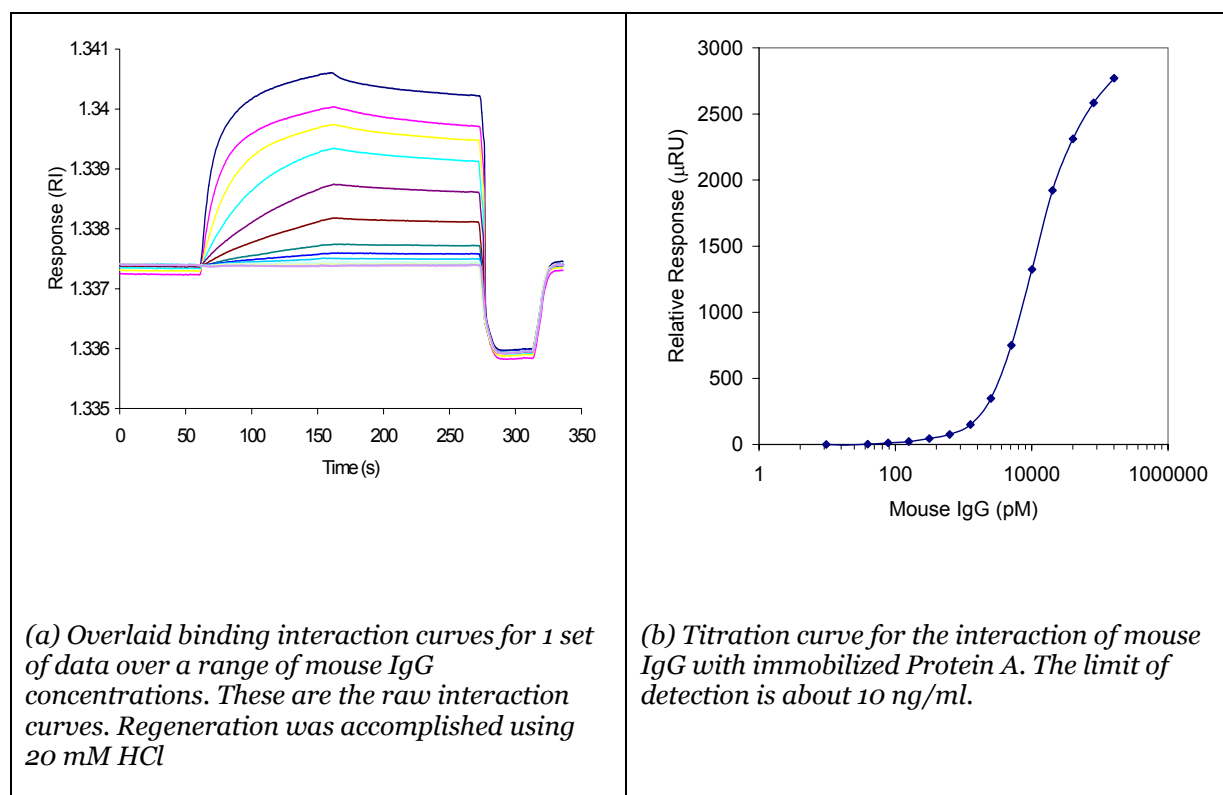 1.341
1.34
1.339
1.338
1.337
1.336
1.335
Response (RI)
0 50 100 150 200 250 300 350
Time (s)
(a) Overlaid binding interaction curves for 1 set
of data over a range of mouse IgG
concentrations. These are the raw interaction
curves. Regeneration was accomplished using
20 mM HCl
3000
2500
2000
1500
1000
500
0
Relative Response (μRU)
1 100 10000 1000000
Mouse IgG (pM)
(b) Titration curve for the interaction of mouse
IgG with immobilized Protein A. The limit of
detection is about 10 ng/ml.